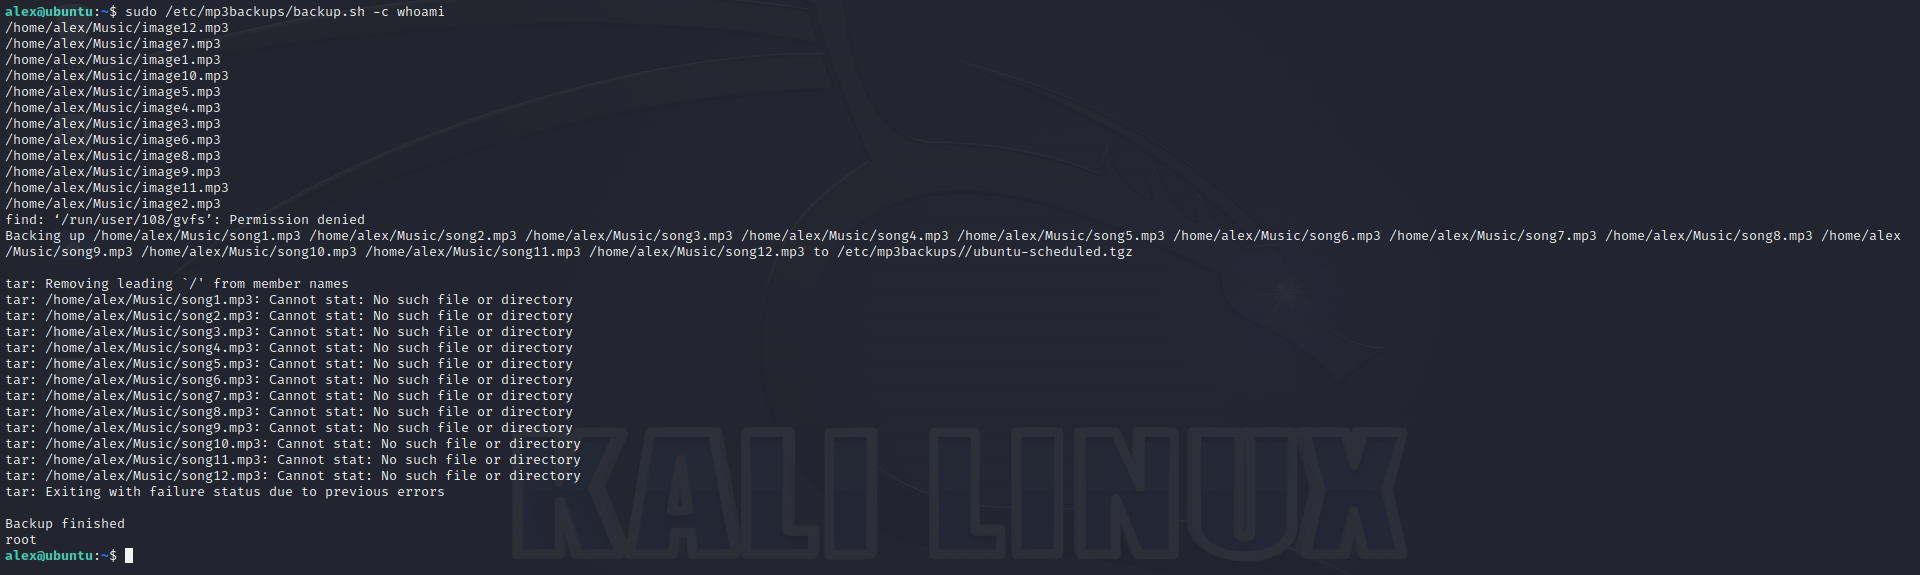 alex@ubuntu:~$ sudo /etc/mp3backups/backup.sh -c whoami
/home/alex/Music/image12.mp3
/home/alex/Music/image7.mp3
/home/alex/Music/image1.mp3
/home/alex/Music/image10.mp3
/home/alex/Music/image5.mp3
/home/alex/Music/image4.mp3
/home/alex/Music/image3.mp3
/home/alex/Music/image6.mp3
/home/alex/Music/image8.mp3
/home/alex/Music/image9.mp3
/home/alex/Music/image11.mp3
/home/alex/Music/image2.mp3
find: ‘/run/user/108/gvfs’: Permission denied
Backing up /home/alex/Music/song1.mp3 /home/alex/Music/song2.mp3 /home/alex/Music/song3.mp3 /home/alex/Music/song4.mp3 /home/alex/Music/song5.mp3 /home/alex/Music/song6.mp3 /home/alex/Music/song7.mp3 /home/alex/Music/song8.mp3 /home/alex
/Music/song9.mp3 /home/alex/Music/song10.mp3 /home/alex/Music/song11.mp3 /home/alex/Music/song12.mp3 to /etc/mp3backups//ubuntu-scheduled.tgz
tar: Removing leading `/' from member names
tar: /home/alex/Music/song1.mp3: Cannot stat: No such file or directory
tar: /home/alex/Music/song2.mp3: Cannot stat: No such file or directory
tar: /home/alex/Music/song3.mp3: Cannot stat: No such file or directory
tar: /home/alex/Music/song4.mp3: Cannot stat: No such file or directory
tar: /home/alex/Music/song5.mp3: Cannot stat: No such file or directory
tar: /home/alex/Music/song6.mp3: Cannot stat: No such file or directory
tar: /home/alex/Music/song7.mp3: Cannot stat: No such file or directory
tar: /home/alex/Music/song8.mp3: Cannot stat: No such file or directory
tar: /home/alex/Music/song9.mp3: Cannot stat: No such file or directory
tar: /home/alex/Music/song10.mp3: Cannot stat: No such file or directory
tar: /home/alex/Music/song11.mp3: Cannot stat: No such file or directory
tar: /home/alex/Music/song12.mp3: Cannot stat: No such file or directory
tar: Exiting with failure status due to previous errors
Backup finished
root
alex@ubuntu:~$
KALI LINUX